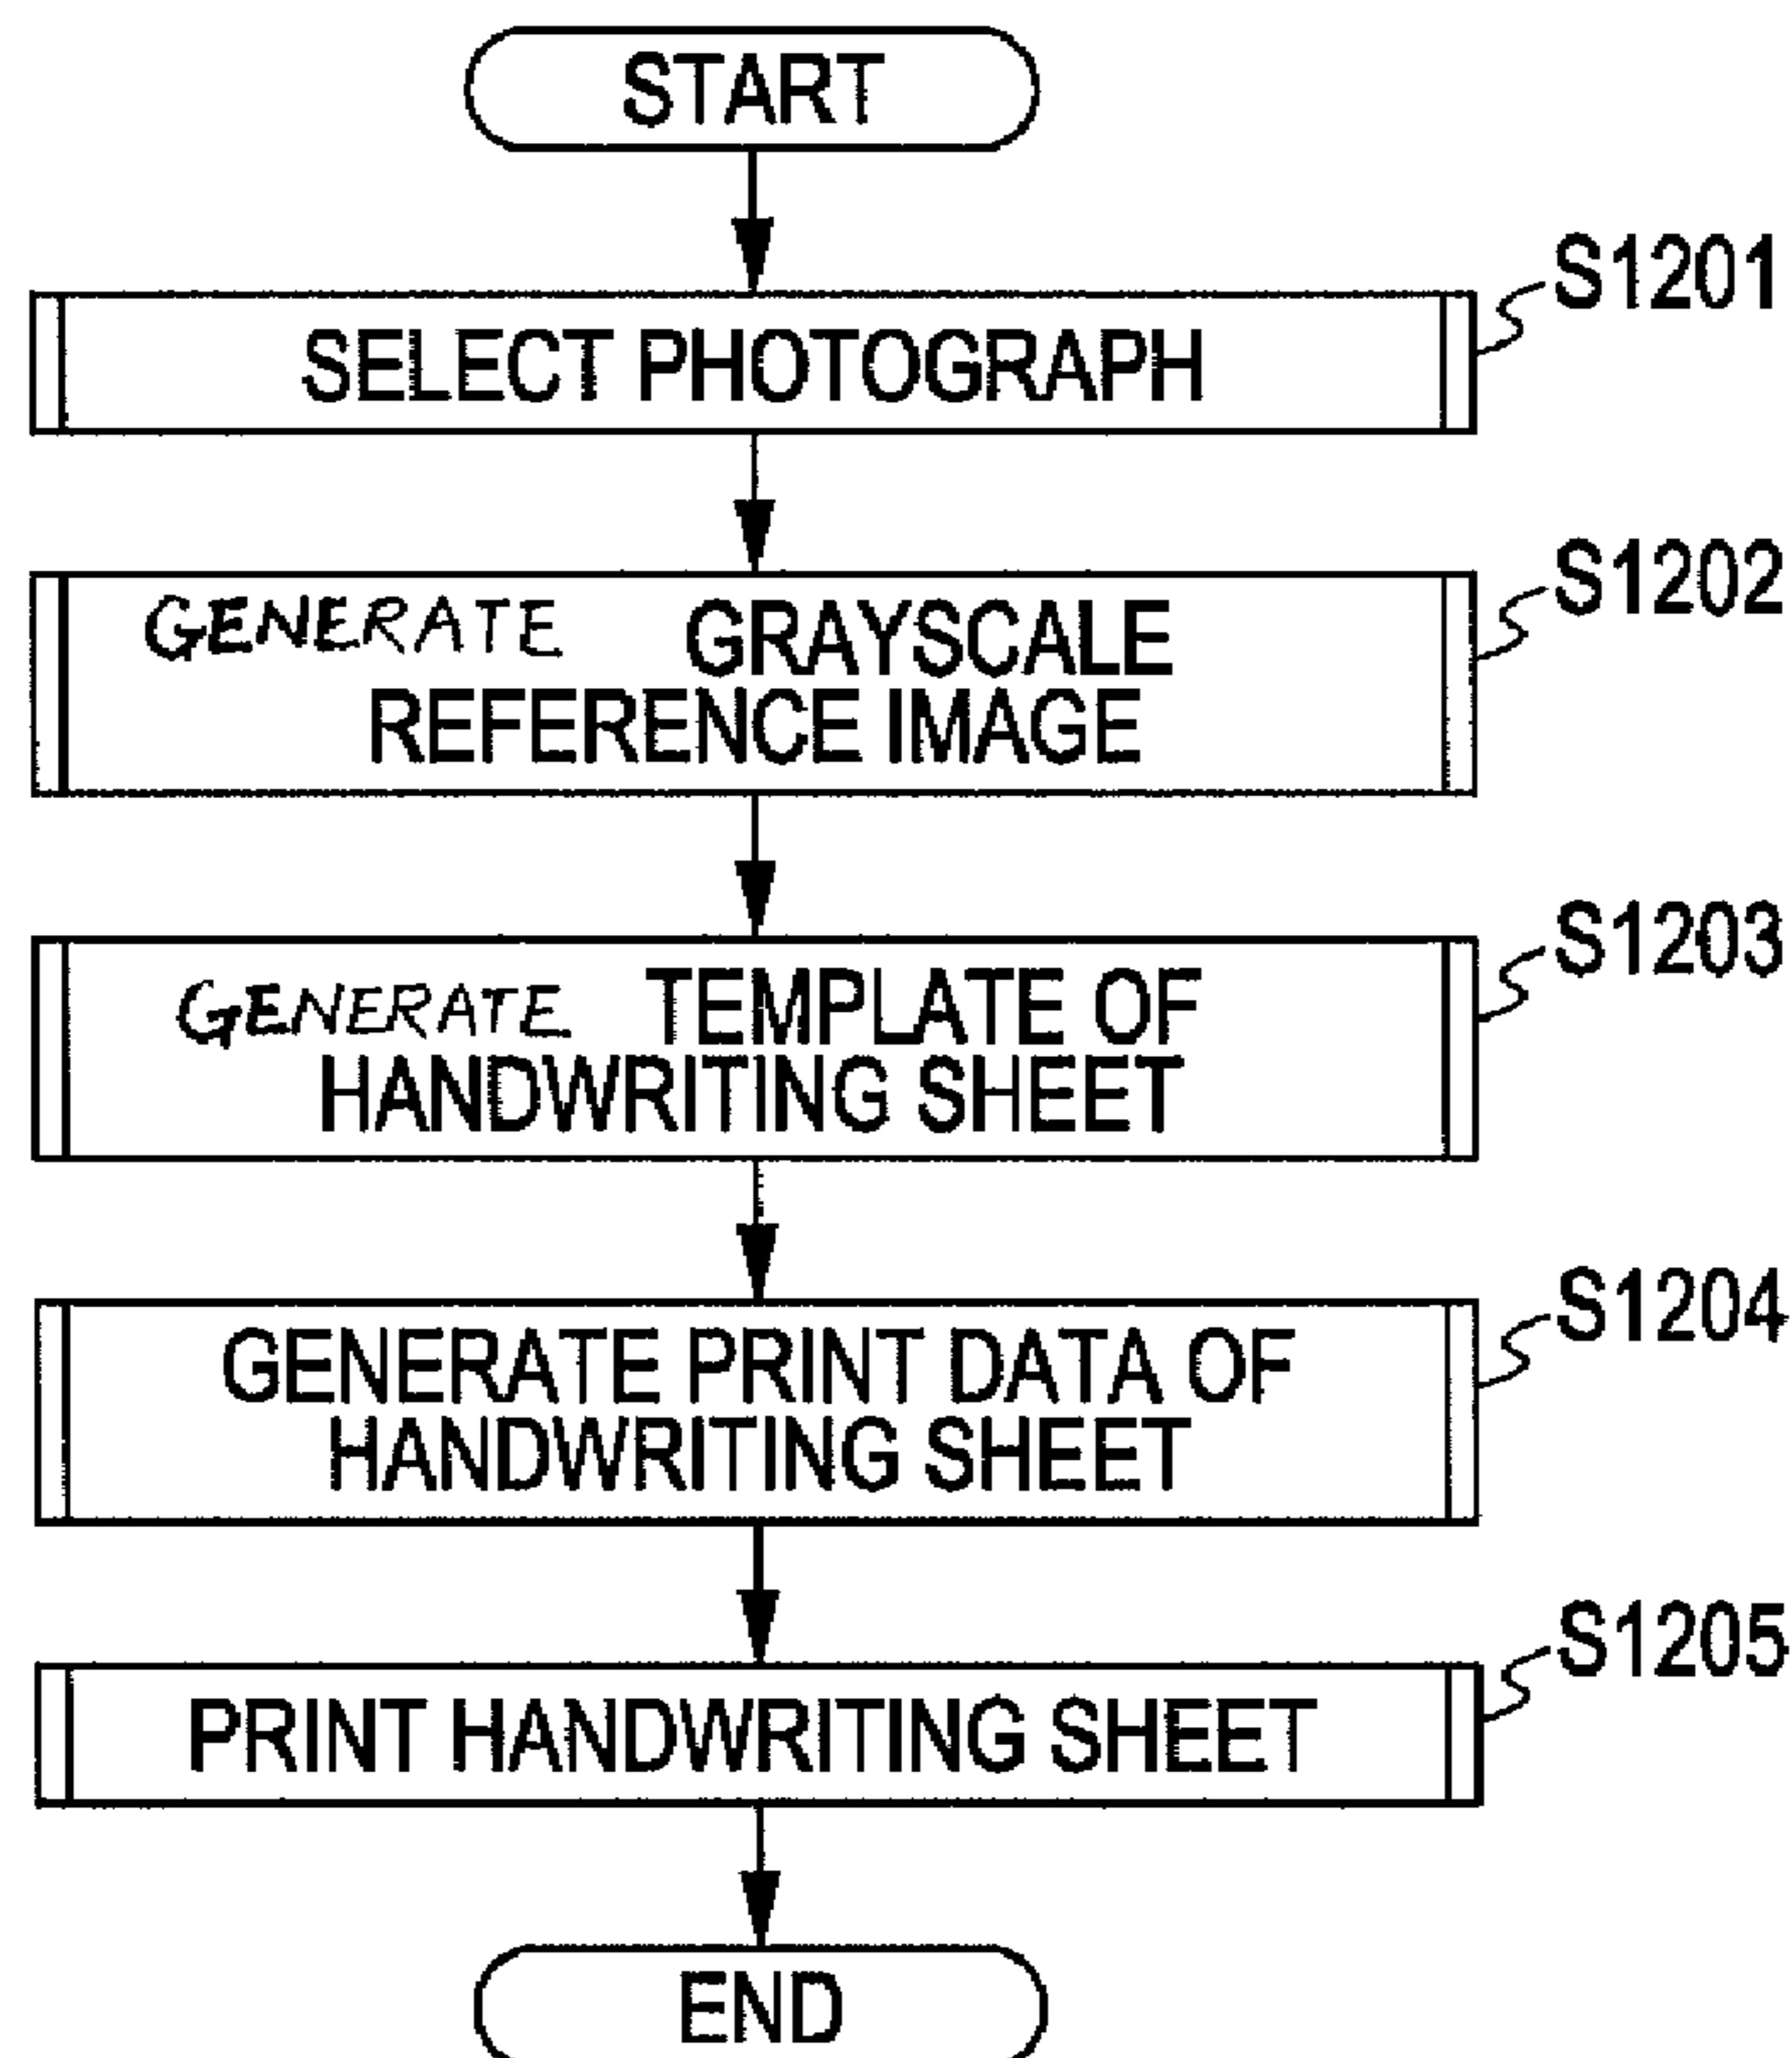 START
S1201
SELECT PHOTOGRAPH
S1202
GENERATE GRAYSCALE
REFERENCE IMAGE
S1203
GENERATE TEMPLATE OF
HANDWRITING SHEET
S1204
GENERATE PRINT DATA OF
HANDWRITING SHEET
S1205
PRINT HANDWRITING SHEET
END